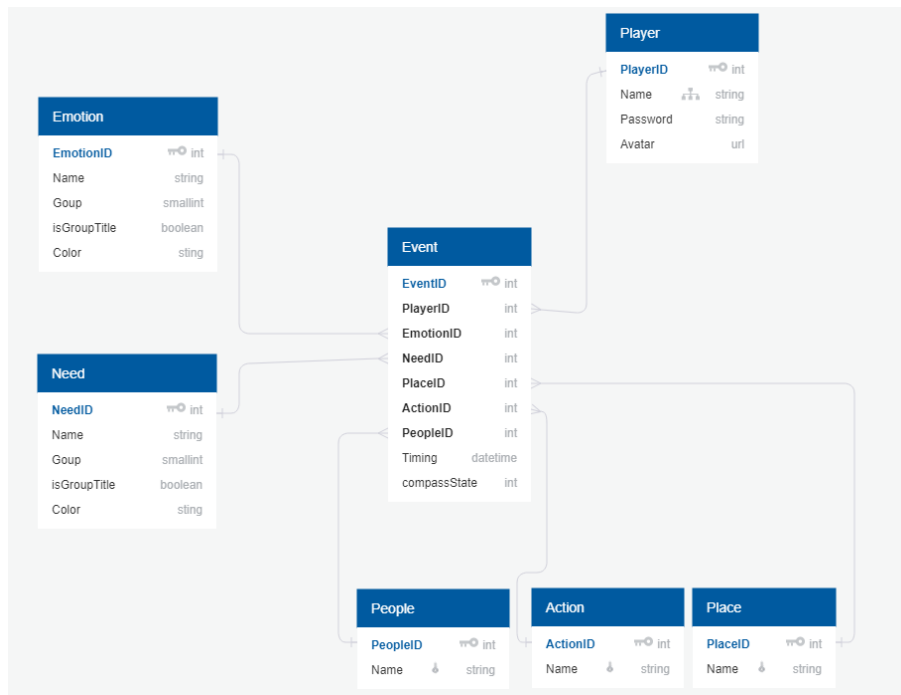 Player
PlayerID int
Name string
Password string
Avatar url
Emotion
EmotionID int
Name string
Goup smallint
isGroupTitle boolean
Color sting
Event
EventID int
PlayerID int
EmotionID int
NeedID int
PlaceID int
ActionID int
PeopleID int
Timing datetime
compassState int
Need
NeedID int
Name string
Goup smallint
isGroupTitle boolean
Color sting
People
PeopleID int
Name string
Action
ActionID int
Name string
Place
PlaceID int
Name string